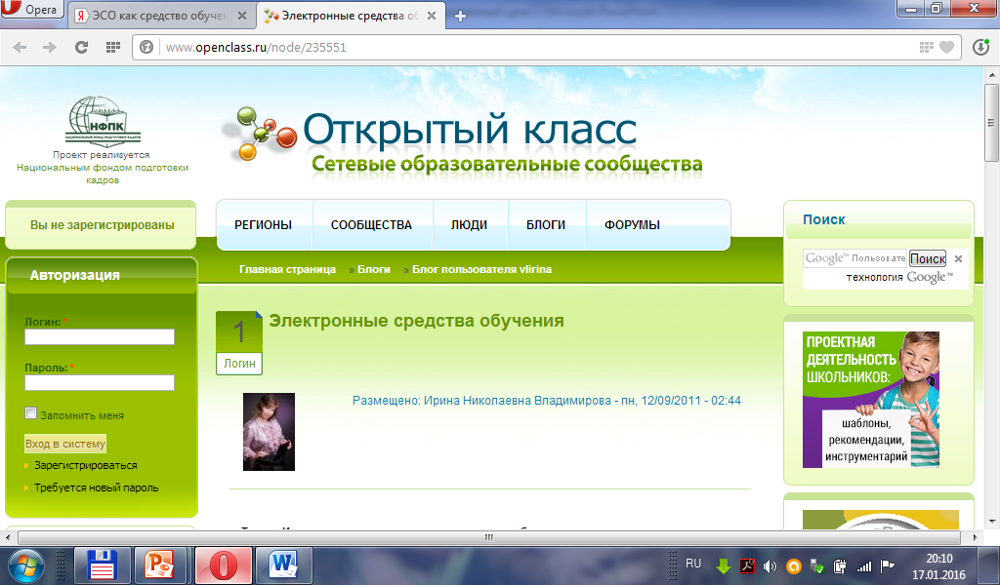 Opera
ЭСО как средство обучен
Электронные средства об
www.openclass.ru/node/235551
НФПК
НАЦИОНАЛЬНЫЙ ФОНД ПОДГОТОВКИ КАДРОВ
Проект реализуется
Национальным фондом подготовки
кадров
Открытый класс
Сетевые образовательные сообщества
Вы не зарегистрированы
РЕГИОНЫ
СООБЩЕСТВА
ЛЮДИ
БЛОГИ
ФОРУМЫ
Поиск
Google™ Пользовате
Поиск
технология Google™
Главная страница » Блоги » Блог пользователя vlirina
Авторизация
Логин: *
Пароль: *
Запомнить меня
Вход в систему
Зарегистрироваться
Требуется новый пароль
1
Логин
Электронные средства обучения
Размещено: Ирина Николаевна Владимирова - пн, 12/09/2011 - 02:44
ПРОЕКТНАЯ
ДЕЯТЕЛЬНОСТЬ
ШКОЛЬНИКОВ:
шаблоны,
рекомендации,
инструментарий
RU
20:10
17.01.2016